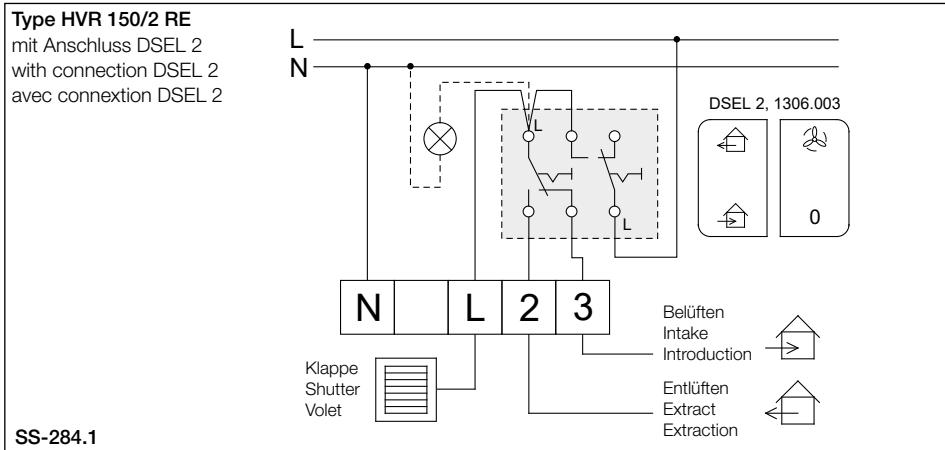 Type HVR 150/2 RE
mit Anschluss DSEL 2
with connection DSEL 2
avec connextion DSEL 2
L
N
DSEL 2, 1306.003
L
L
0
N L 2 3
Belüften
Intake
Introduction
Klappe
Shutter
Volet
Entlüften
Extract
Extraction
SS-284.1